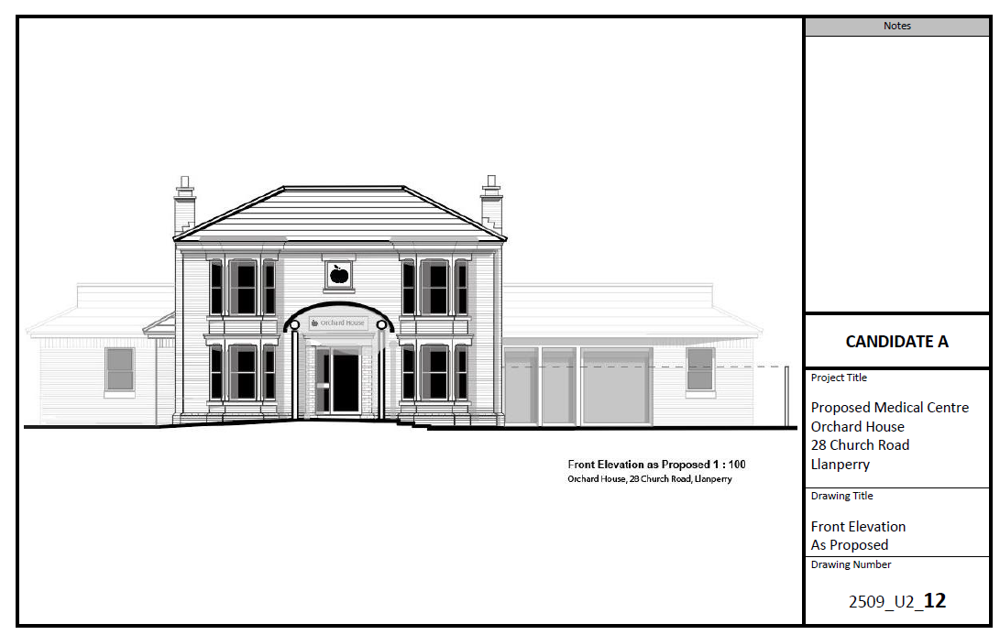 Orchard House
Front Elevation as Proposed 1 : 100
Orchard House, 28 Church Road, Llanperry
Notes
CANDIDATE A
Project Title
Proposed Medical Centre
Orchard House
28 Church Road
Llanperry
Drawing Title
Front Elevation
As Proposed
Drawing Number
2509_U2_12